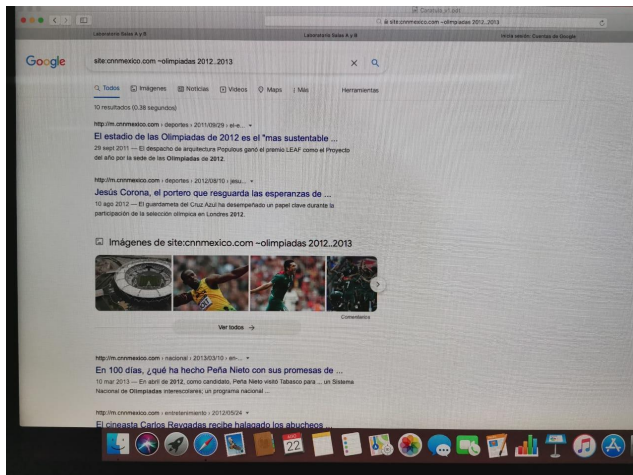 Caratula_p1.pdf
site:cnnmexico.com ~olimpiadas 2012..2013
Laboratorio Salas A y B
Laboratorio Salas A y B
Inicia sesión: Cuentas de Google
Google
site:cnnmexico.com ~olimpiadas 2012..2013
Todos
Imágenes
Noticias
Videos
Maps
Más
Herramientas
10 resultados (0.38 segundos)
http://m.cnnmexico.com › deportes › 2011/09/29 › el-e...
El estadio de las Olimpiadas de 2012 es el "mas sustentable ...
29 sept 2011 — El despacho de arquitectura Populous ganó el premio LEAF como el Proyecto
del año por la sede de las Olimpiadas de 2012.
http://m.cnnmexico.com › deportes › 2012/08/10 › jesu...
Jesús Corona, el portero que resguarda las esperanzas de ...
10 ago 2012 — El guardameta del Cruz Azul ha desempeñado un papel clave durante la
participación de la selección olímpica en Londres 2012.
Imágenes de site:cnnmexico.com ~olimpiadas 2012..2013
Comentarios
Ver todos →
http://m.cnnmexico.com › nacional › 2013/03/10 › en-...
En 100 días, ¿qué ha hecho Peña Nieto con sus promesas de ...
10 mar 2013 — En abril de 2012, como candidato, Peña Nieto visitó Tabasco para ... un Sistema
Nacional de Olimpiadas interescolares; un programa nacional ...
http://m.cnnmexico.com › entretenimiento › 2012/05/24
El cineasta Carlos Reygadas recibe halagado los abucheos ...
22